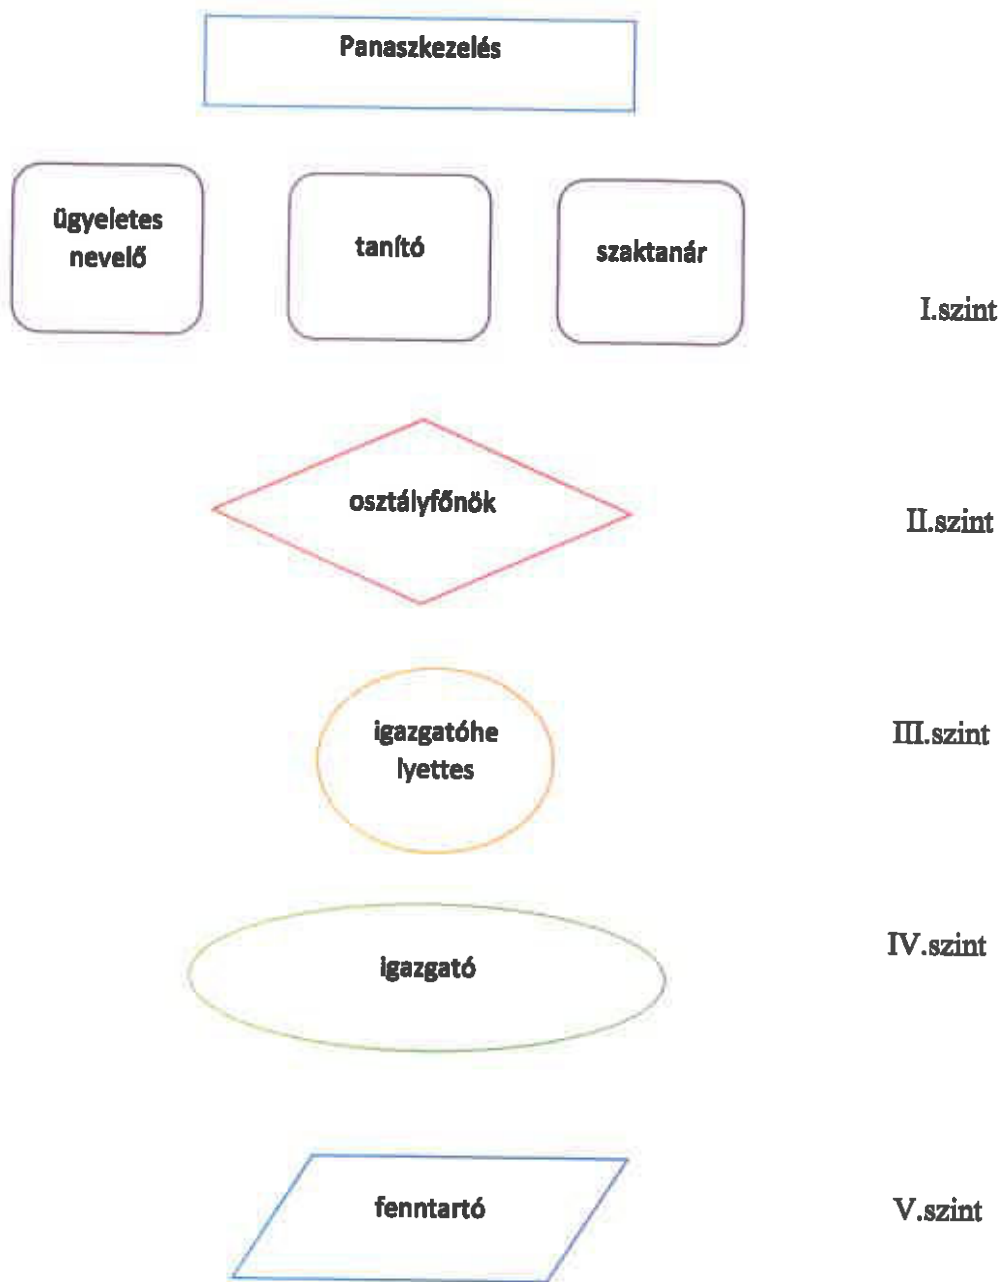 Panaszkezelés
ügyeletes
nevelő
tanító
szaktanár
I.szint
osztályfőnök
II.szint
igazgatóhe
lyettes
III.szint
igazgató
IV.szint
fenntartó
V.szint